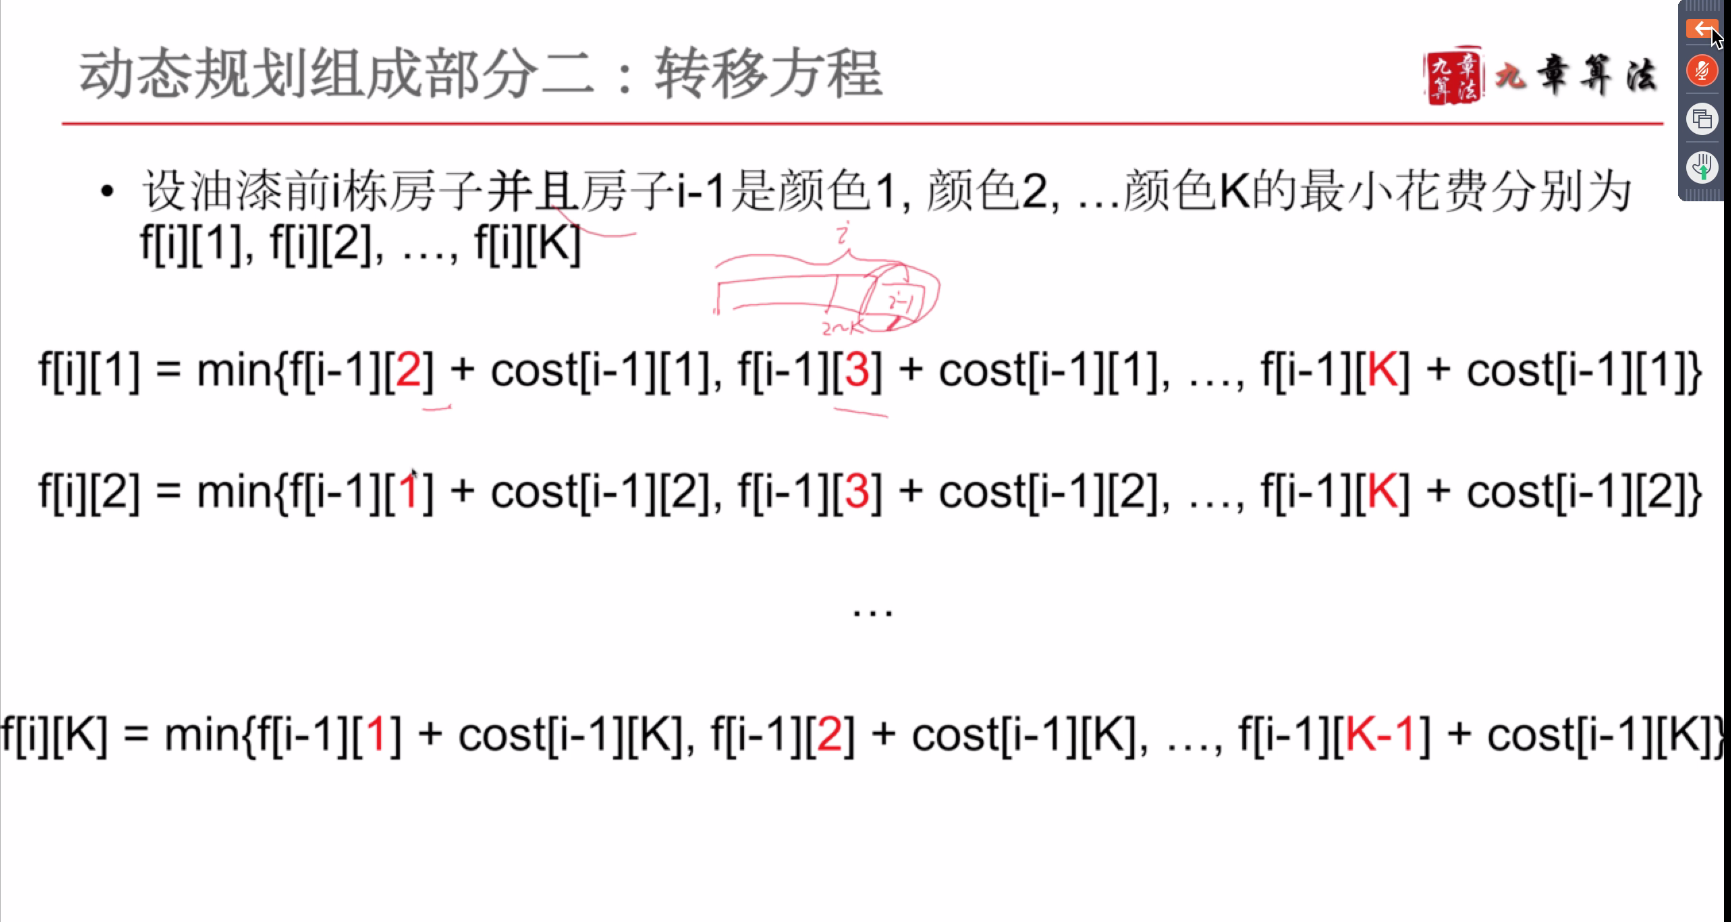 动态规划组成部分二：转移方程
九章算法
九章算法
• 设油漆前i栋房子并且房子i-1是颜色1, 颜色2, …颜色K的最小花费分别为
f[i][1], f[i][2], …, f[i][K]
i
i-1
2~K
f[i][1] = min{f[i-1][2] + cost[i-1][1], f[i-1][3] + cost[i-1][1], …, f[i-1][K] + cost[i-1][1]}
f[i][2] = min{f[i-1][1] + cost[i-1][2], f[i-1][3] + cost[i-1][2], …, f[i-1][K] + cost[i-1][2]}
…
f[i][K] = min{f[i-1][1] + cost[i-1][K], f[i-1][2] + cost[i-1][K], …, f[i-1][K-1] + cost[i-1][K]}